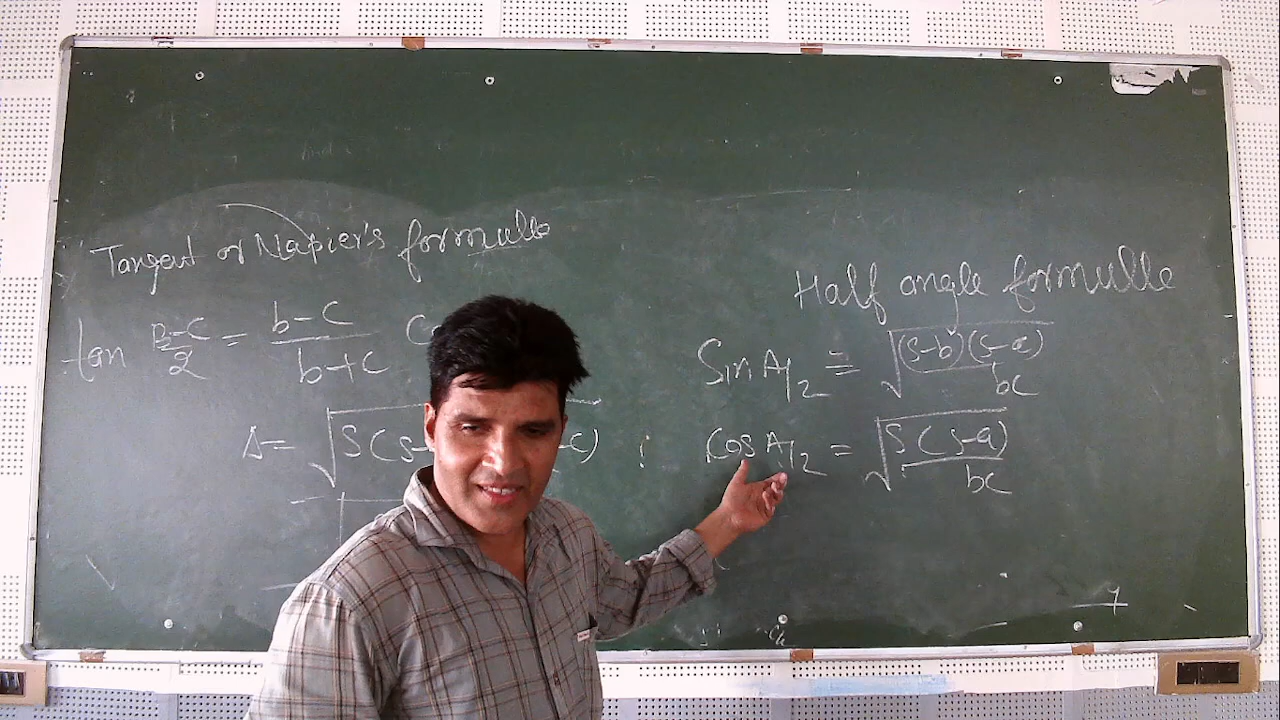 Tangent or Napier's formulle
tan B-C/2 = b-c/b+c C
Δ= √S(s- -c)
Half angle formulle
Sin A/2 = √(s-b)(s-a)/bc
Cos A/2 = √S(s-a)/bc